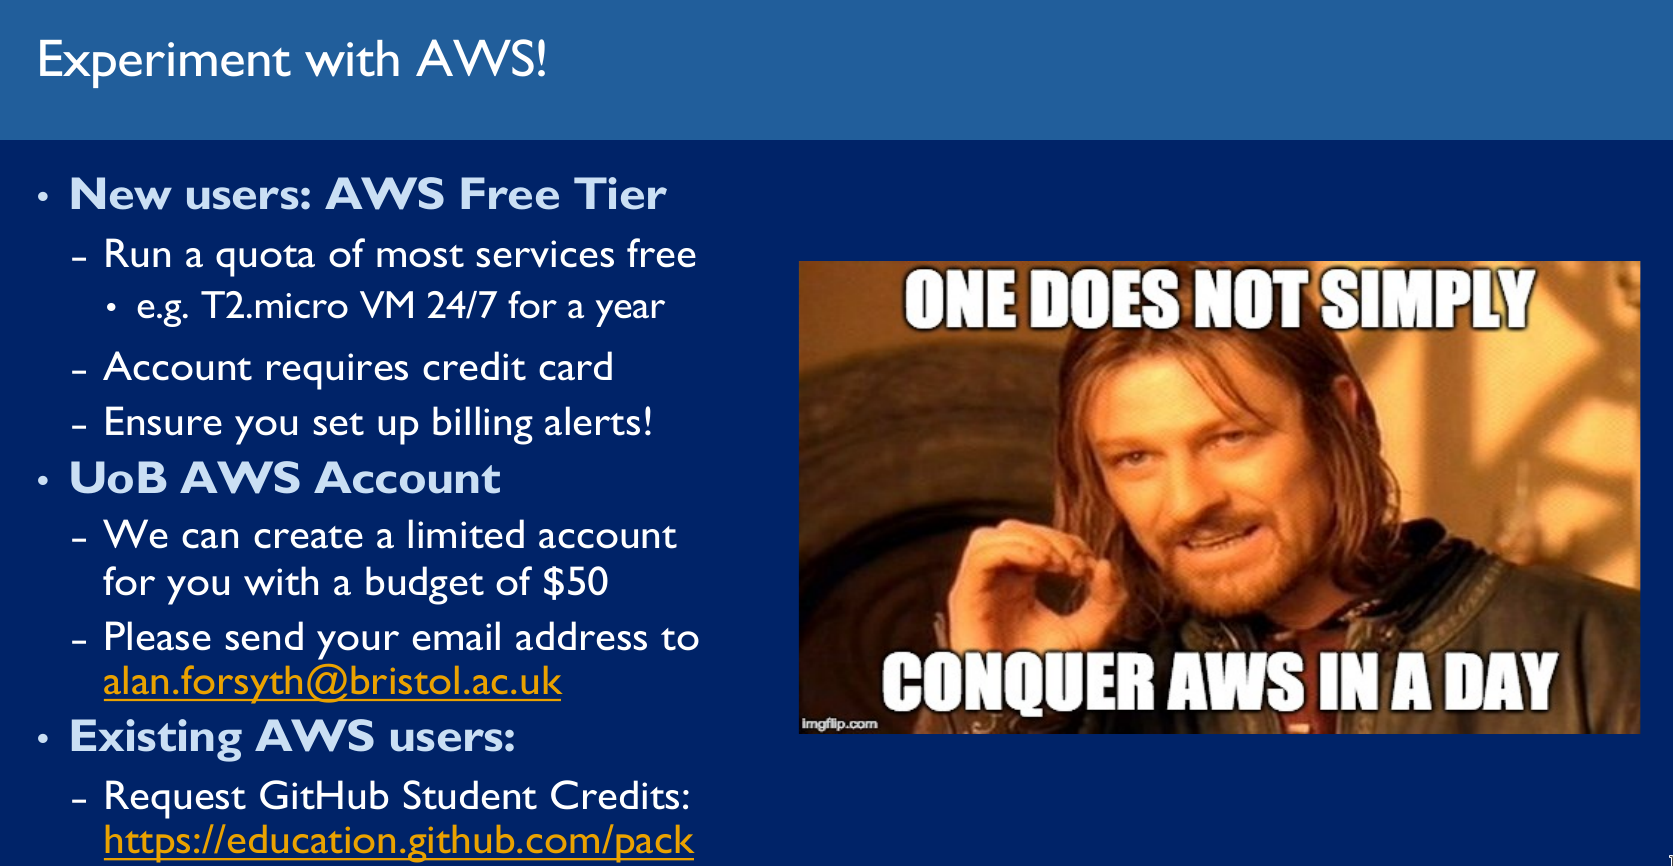 Experiment with AWS!
• New users: AWS Free Tier
– Run a quota of most services free
• e.g. T2.micro VM 24/7 for a year
– Account requires credit card
– Ensure you set up billing alerts!
• UoB AWS Account
– We can create a limited account
for you with a budget of $50
– Please send your email address to
alan.forsyth@bristol.ac.uk
• Existing AWS users:
– Request GitHub Student Credits:
https://education.github.com/pack
ONE DOES NOT SIMPLY
CONQUER AWS IN A DAY
imgflip.com